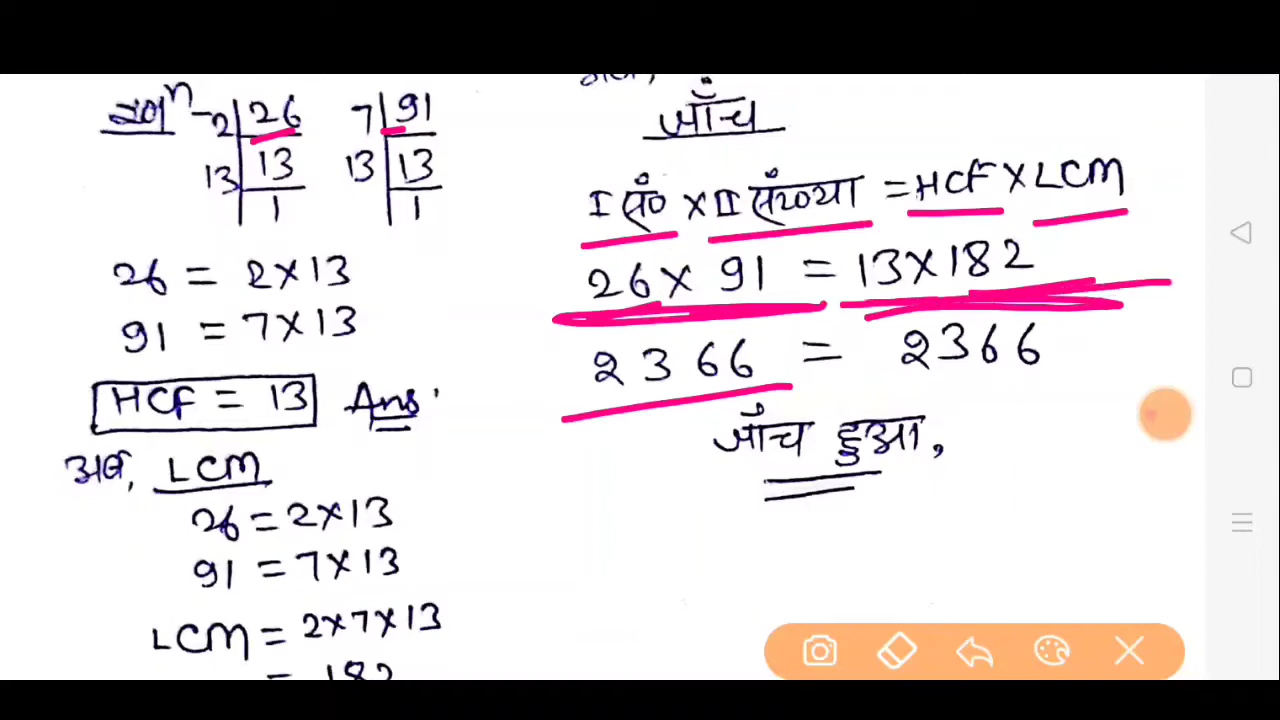 2 | 26
13 | 13
1
7 | 91
13 | 13
1
26 = 2×13
91 = 7×13
HCF = 13 Ans
अब, LCM
26 = 2×13
91 = 7×13
LCM = 2×7×13
= 182
जाँच
I सं० × II संख्या = HCF × LCM
26 × 91 = 13×182
2366 = 2366
जाँच हुआ,